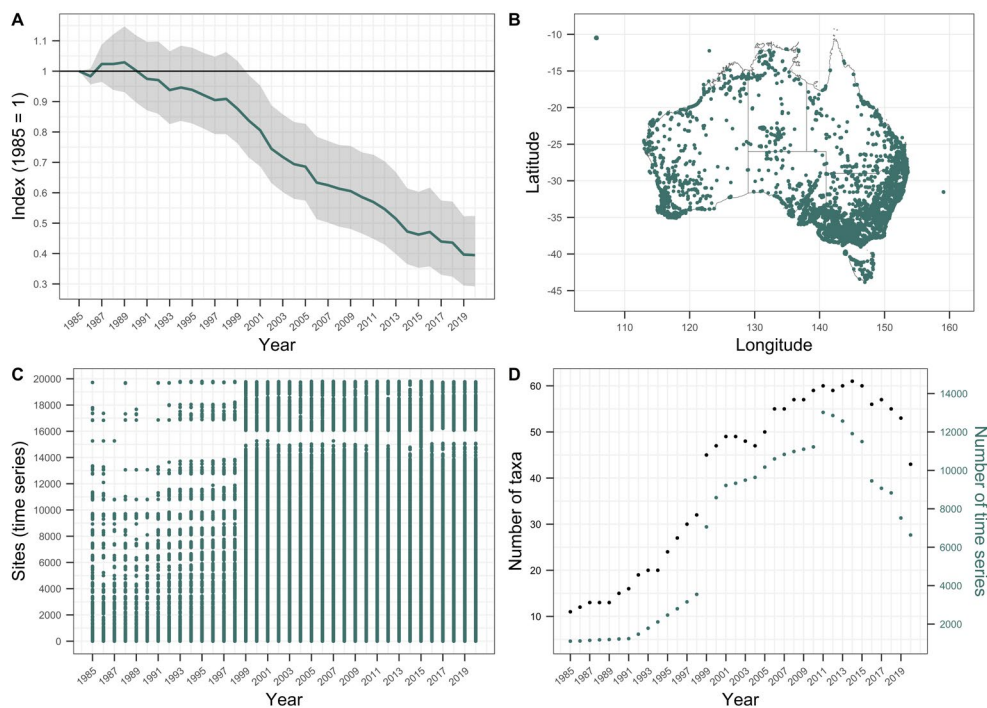 A
1.1
1
0.9
0.8
0.7
0.6
0.5
0.4
0.3
Index (1985 = 1)
1985 1987 1989 1991 1993 1995 1997 1999 2001 2003 2005 2007 2009 2011 2013 2015 2017 2019
Year
B
-10
-15
-20
-25
-30
-35
-40
-45
Latitude
110 120 130 140 150 160
Longitude
C
20000
18000
16000
14000
12000
10000
8000
6000
4000
2000
0
Sites (time series)
1985 1987 1989 1991 1993 1995 1997 1999 2001 2003 2005 2007 2009 2011 2013 2015 2017 2019
Year
D
60
50
40
30
20
10
Number of taxa
14000
12000
10000
8000
6000
4000
2000
Number of time series
1985 1987 1989 1991 1993 1995 1997 1999 2001 2003 2005 2007 2009 2011 2013 2015 2017 2019
Year